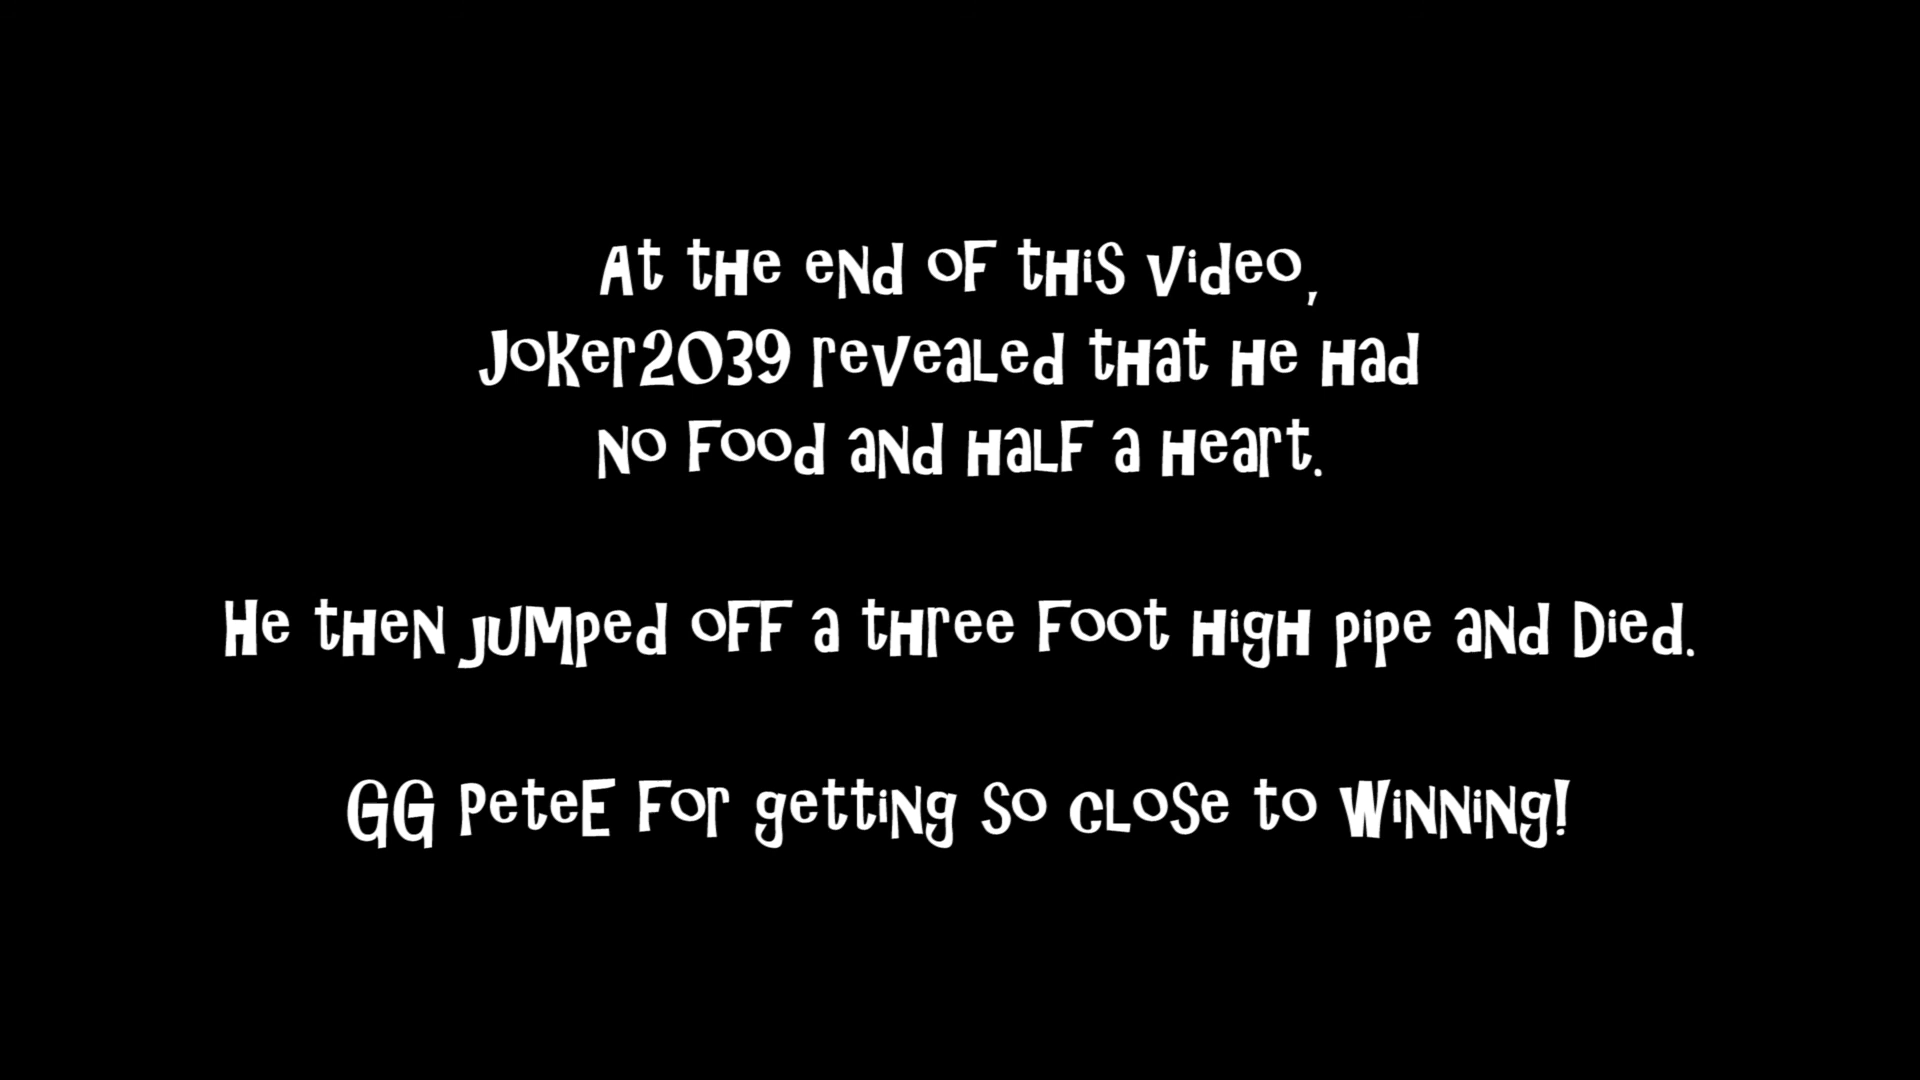 At the end of this video,
Joker2039 revealed that he had
no food and half a heart.
He then jumped off a three foot high pipe and Died.
GG PeteE for getting so close to winning!